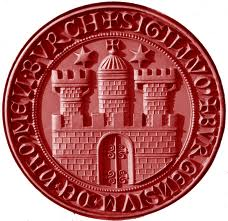 ✠ SIGILLVM • BVRGENSIVM • DE • HAMMENBVRCH